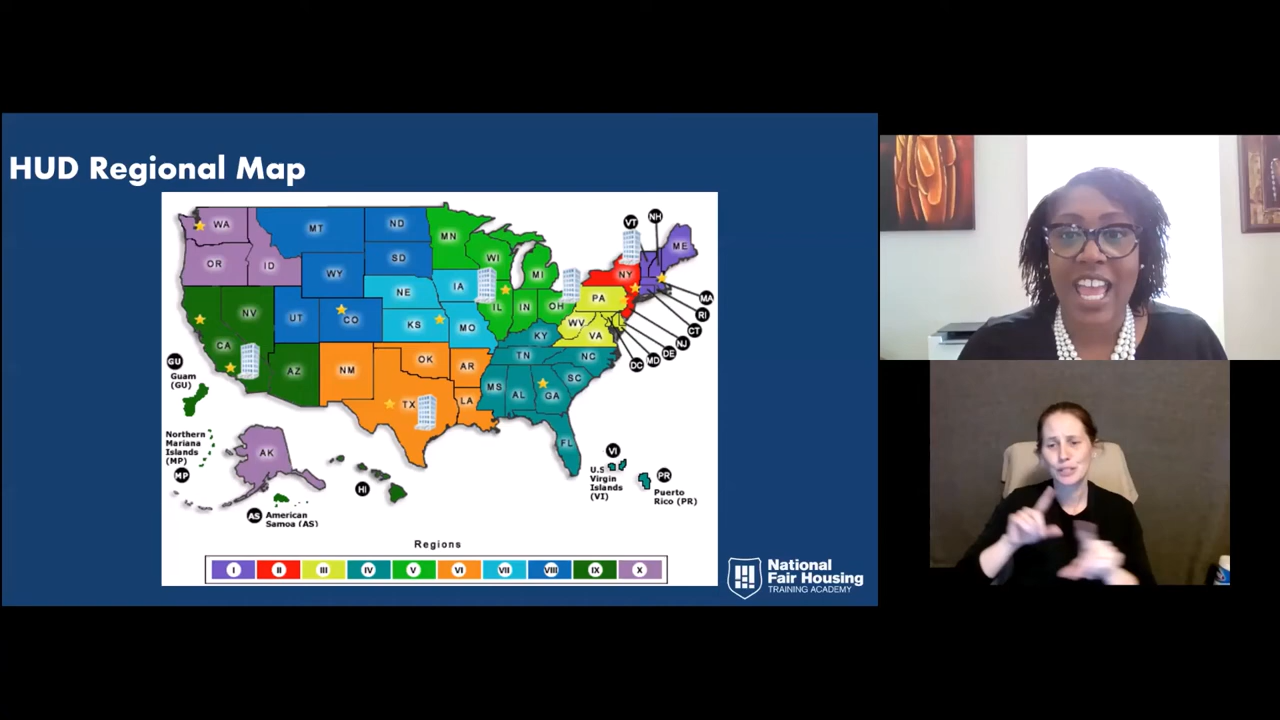 HUD Regional Map
WA
MT
ND
MN
VT
NH
ME
OR
ID
SD
WI
MI
NY
WY
NE
IA
PA
MA
NV
UT
CO
IL
IN
OH
RI
CA
KS
MO
WV
VA
CT
KY
NJ
GU
Guam
(GU)
AZ
NM
OK
AR
TN
NC
DE
MD
DC
TX
LA
MS
AL
GA
SC
Northern
Mariana
Islands
(MP)
MP
AK
FL
VI
U.S
Virgin
Islands
(VI)
PR
Puerto
Rico (PR)
HI
AS
American
Samoa (AS)
Regions
I II III IV V VI VII VIII IX X
National
Fair Housing
TRAINING ACADEMY